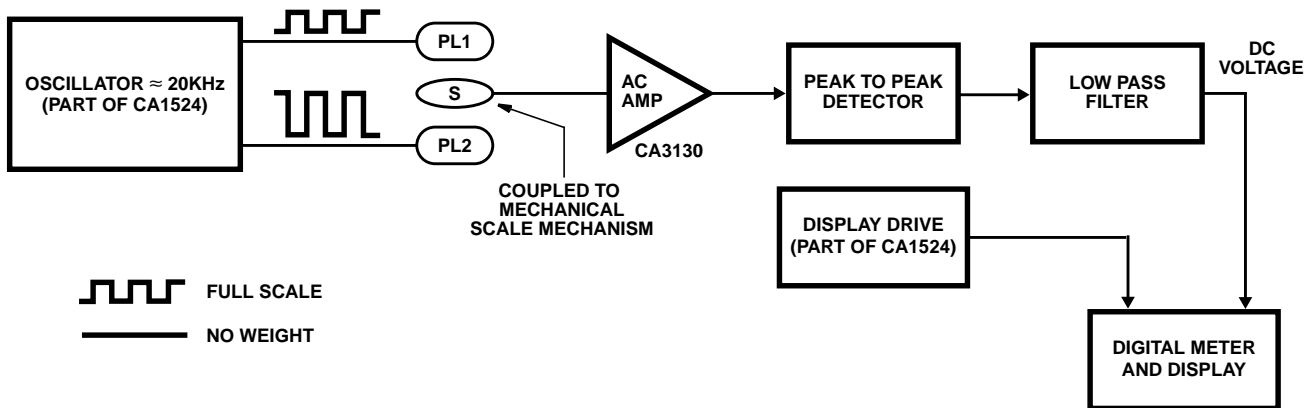 OSCILLATOR ≈ 20KHz
(PART OF CA1524)
PL1
S
PL2
COUPLED TO
MECHANICAL
SCALE MECHANISM
AC
AMP
CA3130
PEAK TO PEAK
DETECTOR
LOW PASS
FILTER
DC
VOLTAGE
DISPLAY DRIVE
(PART OF CA1524)
DIGITAL METER
AND DISPLAY
FULL SCALE
NO WEIGHT